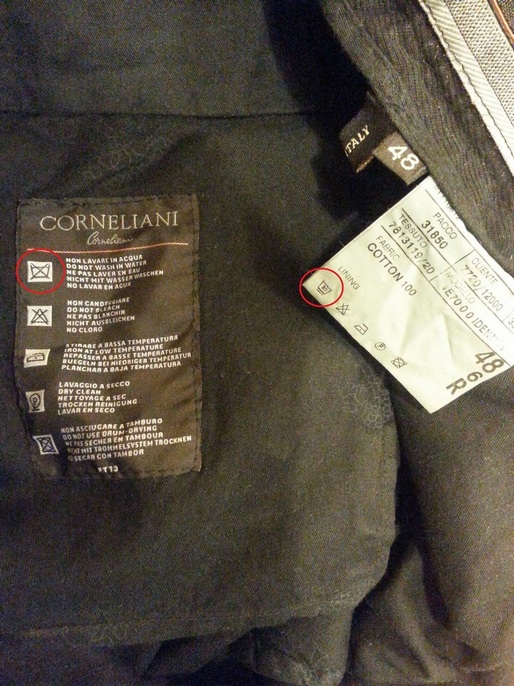 CORNELIANI
Corneliani
NON LAVARE IN ACQUA
DO NOT WASH IN WATER
NE PAS LAVER EN EAU
NICHT MIT WASSER WASCHEN
NO LAVAR EN AGUA
NON CANDEGGIARE
DO NOT BLEACH
NE PAS BLANCHIR
NICHT AUSBLEICHEN
NO CLORO
STIRARE A BASSA TEMPERATURA
IRON AT LOW TEMPERATURE
REPASSER A BASSE TEMPERATURE
BUEGELN BEI NIEDRIGER TEMPERATUR
PLANCHAR A BAJA TEMPERATURA
LAVAGGIO A SECCO
DRY CLEAN
NETTOYAGE A SEC
TROCKEN REINIGUNG
LAVAR EN SECO
NON ASCIUGARE A TAMBURO
DO NOT USE DRUM-DRYING
NE PAS SECHER EN TAMBOUR
NICHT MIT TROMMELSYSTEM TROCKNEN
NO SECAR CON TAMBOR
ITALY
48
PACCO
31850
CLIENTE
TESSUTO
7813119/20
MODELLO
FABRIC
COTTON 100
LINING
48
R 6